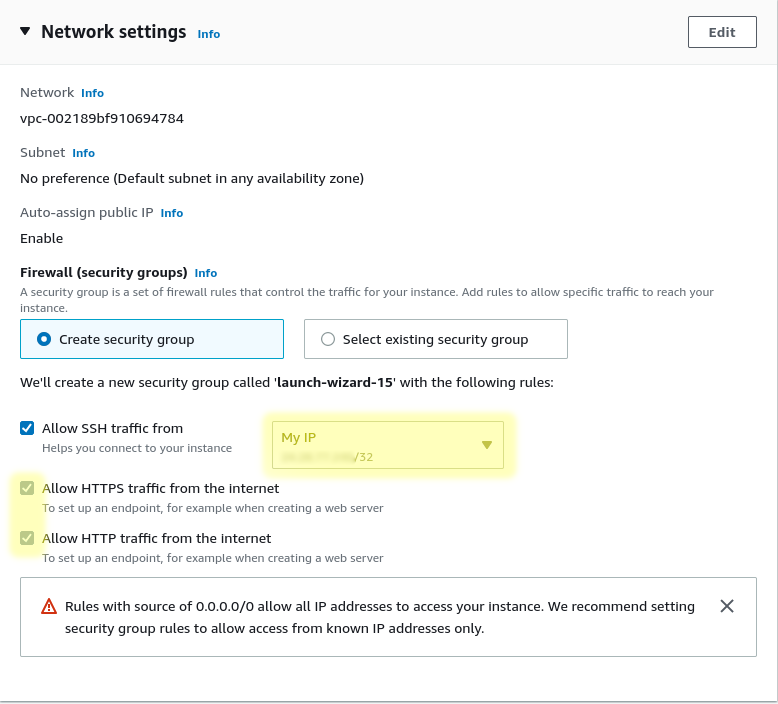 Network settings Info
Edit
Network Info
vpc-002189bf910694784
Subnet Info
No preference (Default subnet in any availability zone)
Auto-assign public IP Info
Enable
Firewall (security groups) Info
A security group is a set of firewall rules that control the traffic for your instance. Add rules to allow specific traffic to reach your
instance.
Create security group
Select existing security group
We'll create a new security group called 'launch-wizard-15' with the following rules:
Allow SSH traffic from
Helps you connect to your instance
My IP
/32
Allow HTTPS traffic from the internet
To set up an endpoint, for example when creating a web server
Allow HTTP traffic from the internet
To set up an endpoint, for example when creating a web server
Rules with source of 0.0.0.0/0 allow all IP addresses to access your instance. We recommend setting
security group rules to allow access from known IP addresses only.